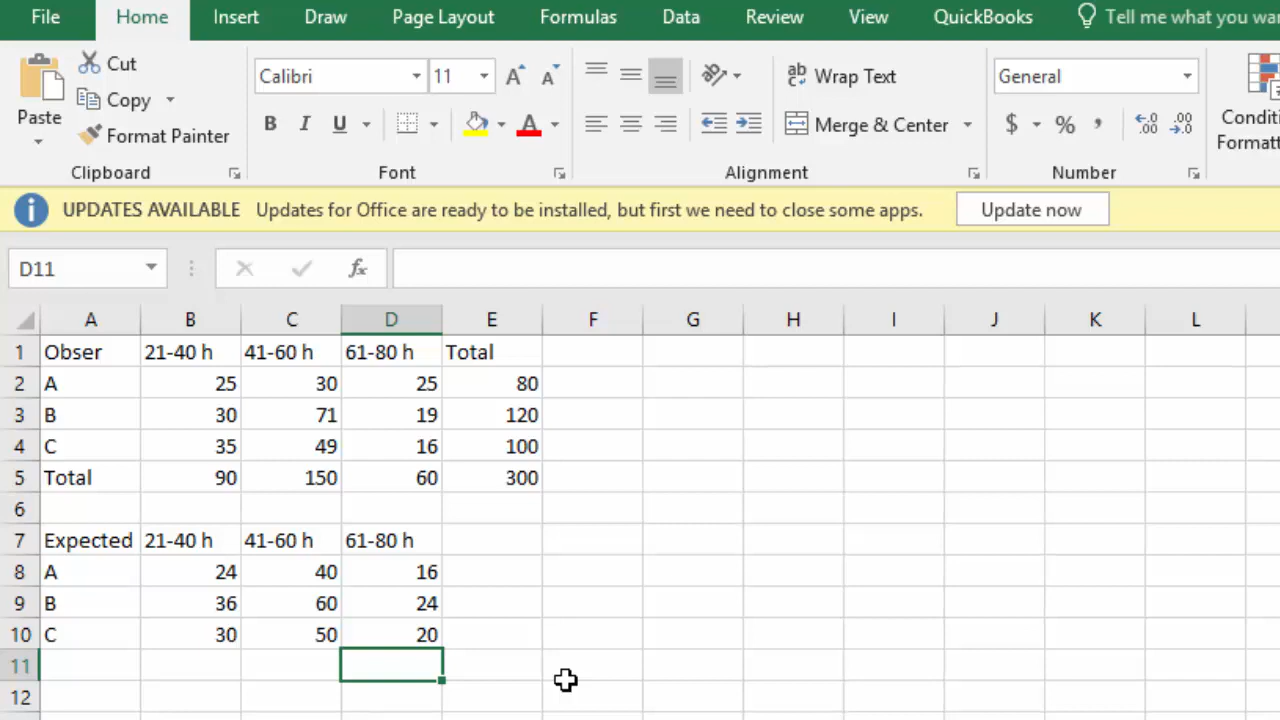 File Home Insert Draw Page Layout Formulas Data Review View QuickBooks Tell me what you
Cut
Calibri 11 Wrap Text General
Copy
Paste Format Painter B I U Merge & Center $ % , .00 .00
Clipboard Font Alignment Number
UPDATES AVAILABLE Updates for Office are ready to be installed, but first we need to close some apps. Update now
D11 fx
A B C D E F G H I J K L
1 Obser 21-40 h 41-60 h 61-80 h Total
2 A 25 30 25 80
3 B 30 71 19 120
4 C 35 49 16 100
5 Total 90 150 60 300
6
7 Expected 21-40 h 41-60 h 61-80 h
8 A 24 40 16
9 B 36 60 24
10 C 30 50 20
11
12